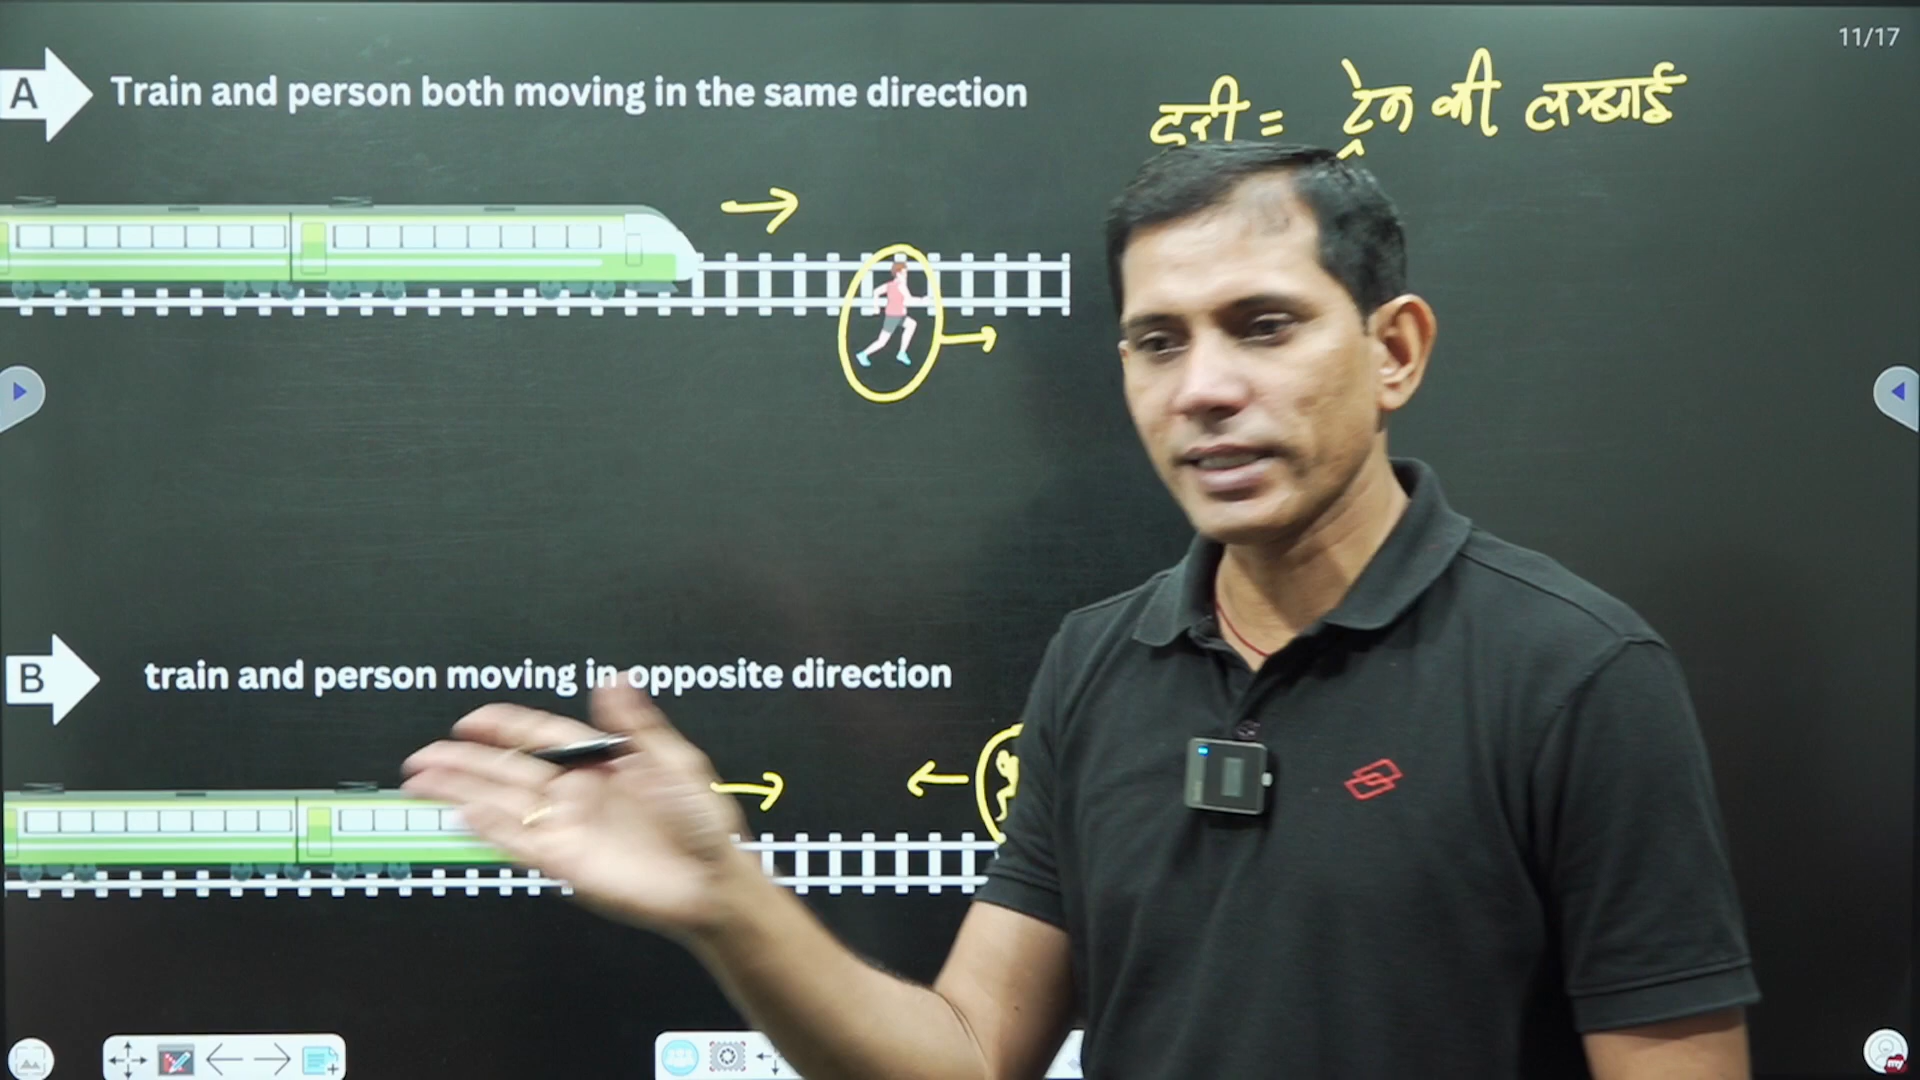 11/17
A Train and person both moving in the same direction
दूरी = ट्रेन की लम्बाई
B train and person moving in opposite direction